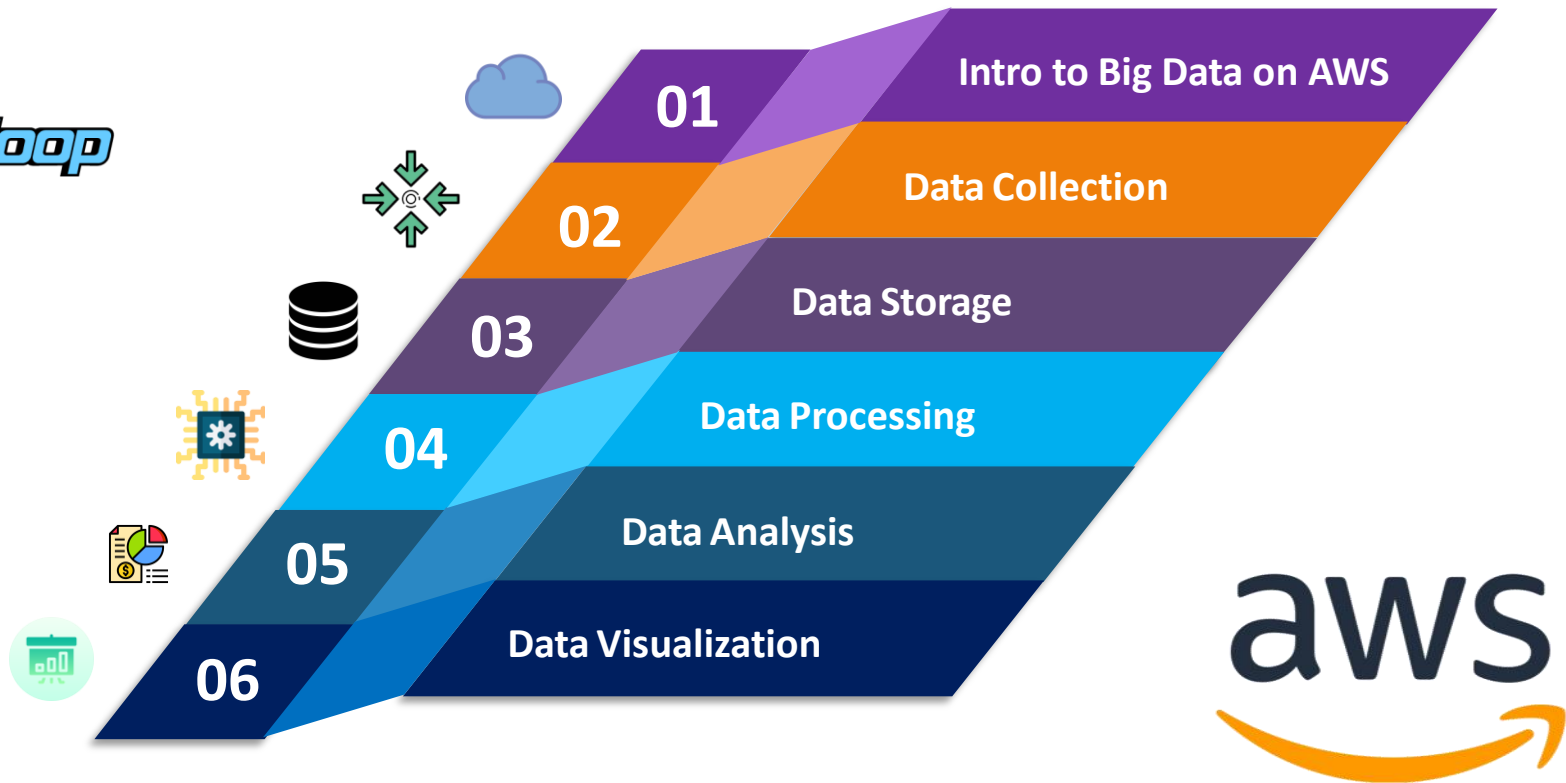 oop
01 Intro to Big Data on AWS
02 Data Collection
03 Data Storage
04 Data Processing
05 Data Analysis
06 Data Visualization
aws